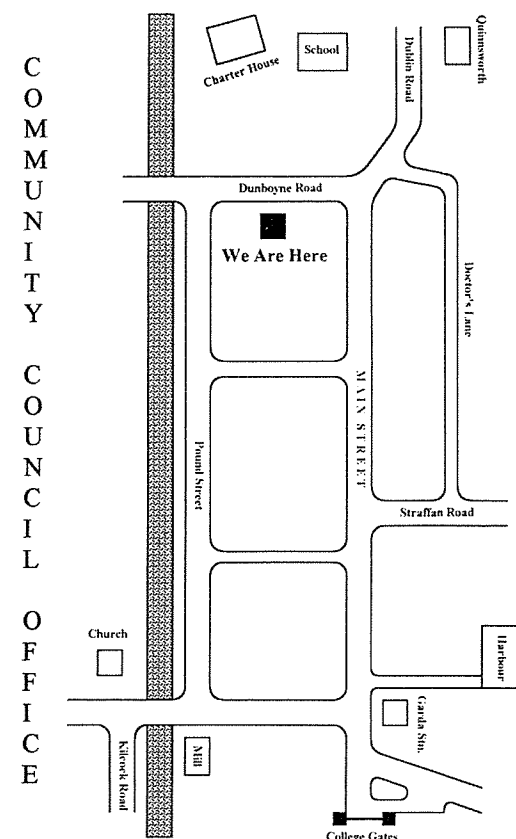 COMMUNITY COUNCIL OFFICE
Charter House
School
Dublin Road
Quinnsworth
Dunboyne Road
We Are Here
Doctor's Lane
MAIN STREET
Pound Street
Straffan Road
Church
Harbour
Garda Stn.
Mill
Kilcock Road
College Gates